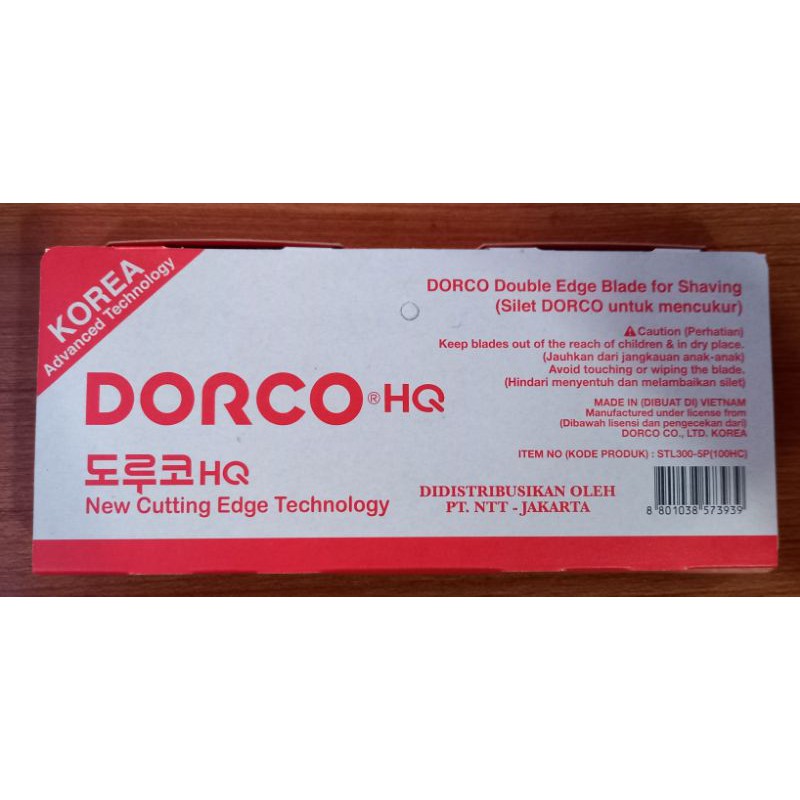 KOREA
Advanced Technology
DORCO® HQ
도루코 HQ
New Cutting Edge Technology
DORCO Double Edge Blade for Shaving
(Silet DORCO untuk mencukur)
⚠ Caution (Perhatian)
Keep blades out of the reach of children & in dry place.
(Jauhkan dari jangkauan anak-anak)
Avoid touching or wiping the blade.
(Hindari menyentuh dan melambaikan silet)
MADE IN (DIBUAT DI) VIETNAM
Manufactured under license from
(Dibawah lisensi dan pengecekan dari)
DORCO CO., LTD. KOREA
ITEM NO (KODE PRODUK) : STL300-5P(100HC)
DIDISTRIBUSIKAN OLEH
PT. NTT - JAKARTA
8 801038 573939